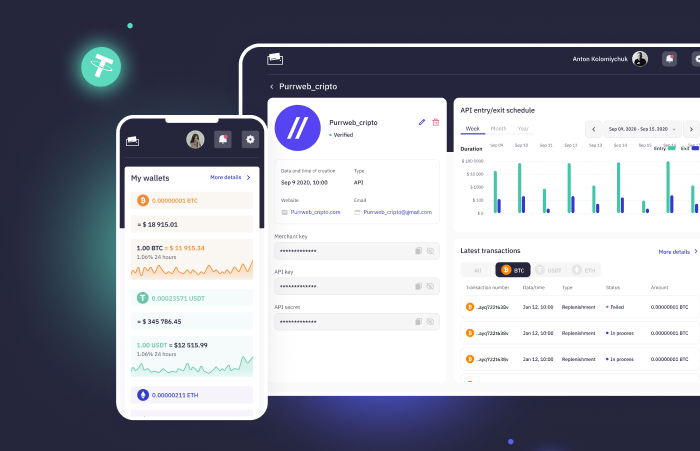 Anton Kolomiychuk
Purrweb_cripto
Purrweb_cripto
Verified
Data and time of creation
Type
Sep 9 2020, 10:00
API
Website
Email
Purrweb_cripto.com
Purrweb_cripto@gmail.com
Merchant key
*************
API key
*************
API secret
*************
API entry/exit schedule
Week
Month
Year
Sep 09, 2020 - Sep 15, 2020
Duration
Sep 09
Sep 10
Sep 11
Sep 12
Sep 13
Sep 14
Entry
Exit
$ 100 0000
$ 50 000
$ 1000
$ 100
$ 0
Latest transactions
More details
All
BTC
USDT
ETH
Transaction number
Data/time
Type
Status
Amount
Jan 12, 10:00
Replenishment
Failed
0.00000001 BTC
Jan 12, 10:00
Replenishment
In process
0.00000001 BTC
Jan 12, 10:00
Replenishment
In process
0.00000001 BTC
My wallets
More details
0.00000001 BTC
= $ 18 915.01
1.00 BTC = $ 11 915.34
1.06% 24 hours
0.00023571 USDT
= $ 345 786.45
1.00 USDT = $12 515.99
1.06% 24 hours
0.00000211 ETH